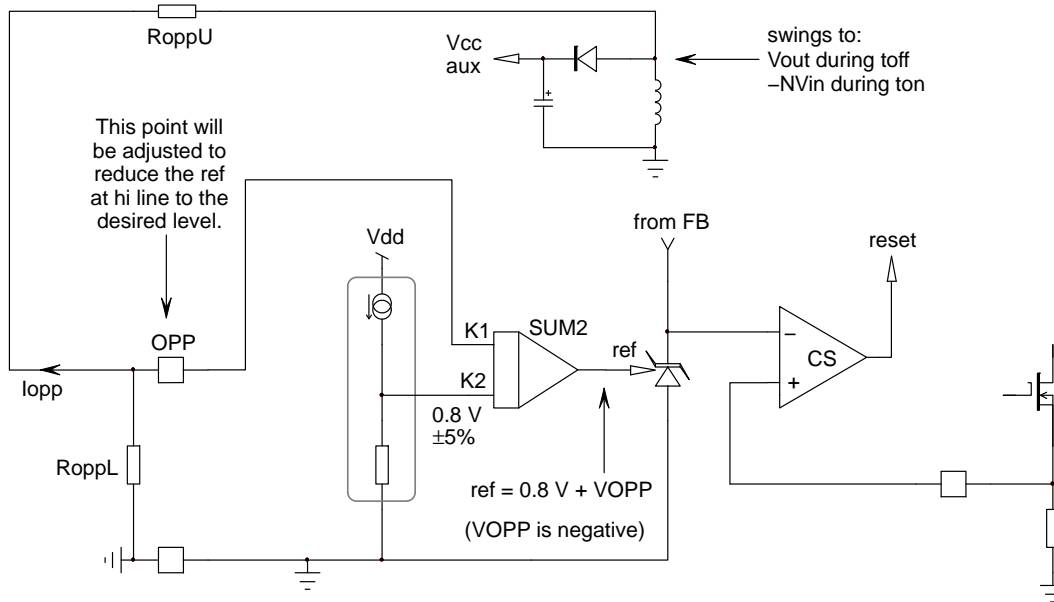 RoppU
Vcc
aux
swings to:
Vout during toff
–NVin during ton
This point will
be adjusted to
reduce the ref
at hi line to the
desired level.
from FB
Vdd
reset
OPP
K1
SUM2
ref
CS
−
+
Iopp
K2
0.8 V
±5%
RoppL
ref = 0.8 V + VOPP
(VOPP is negative)
+